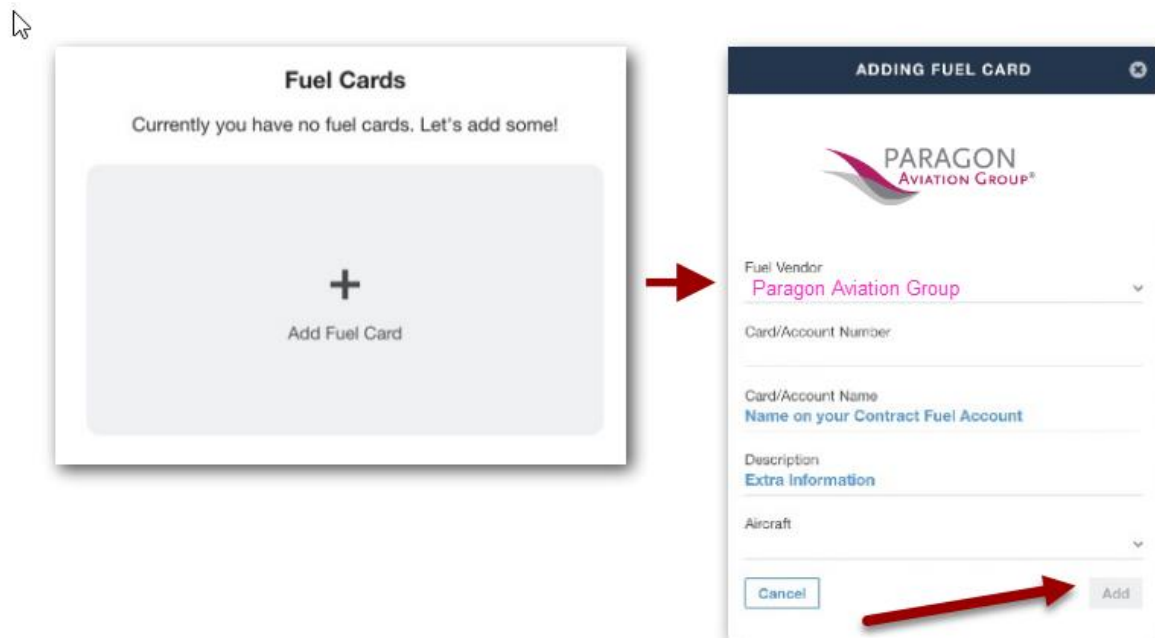 Fuel Cards
Currently you have no fuel cards. Let's add some!
+
Add Fuel Card
ADDING FUEL CARD
PARAGON
AVIATION GROUP®
Fuel Vendor
Paragon Aviation Group
Card/Account Number
Card/Account Name
Name on your Contract Fuel Account
Description
Extra Information
Aircraft
Cancel
Add